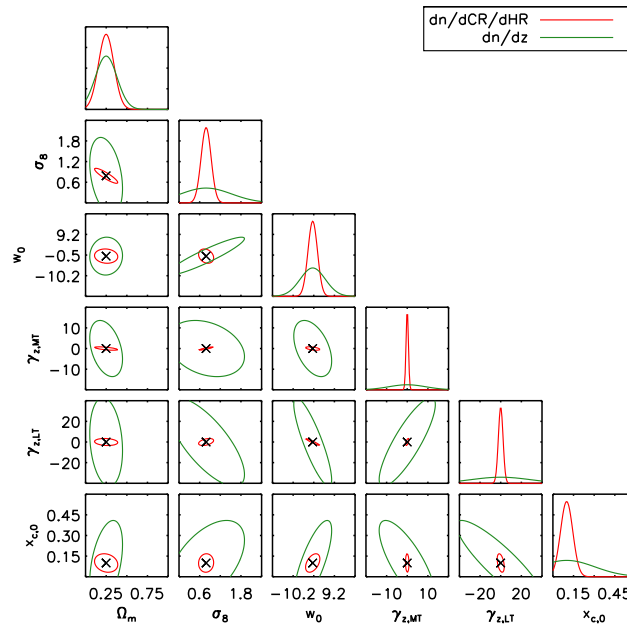 dn/dCR/dHR
dn/dz
σ₈
1.8
1.2
0.6
w₀
9.2
−0.5
−10.2
γz,MT
10
0
−10
γz,LT
20
0
−20
xc,0
0.45
0.30
0.15
0.25 0.75 0.6 1.8 −10.2 9.2 −10 10 −20 20 0.15 0.45
Ωm σ₈ w₀ γz,MT γz,LT xc,0